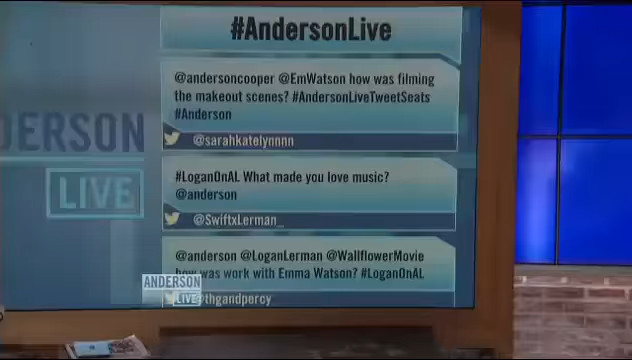 #AndersonLive
@andersoncooper @EmWatson how was filming
the makeout scenes? #AndersonLiveTweetSeats
#Anderson
@sarahkatelynnnn
ANDERSON
LIVE
#LoganOnAL What made you love music?
@anderson
@SwiftxLerman_
@anderson @LoganLerman @WallflowerMovie
how was work with Emma Watson? #LoganOnAL
thgandpercy
ANDERSON
LIVE